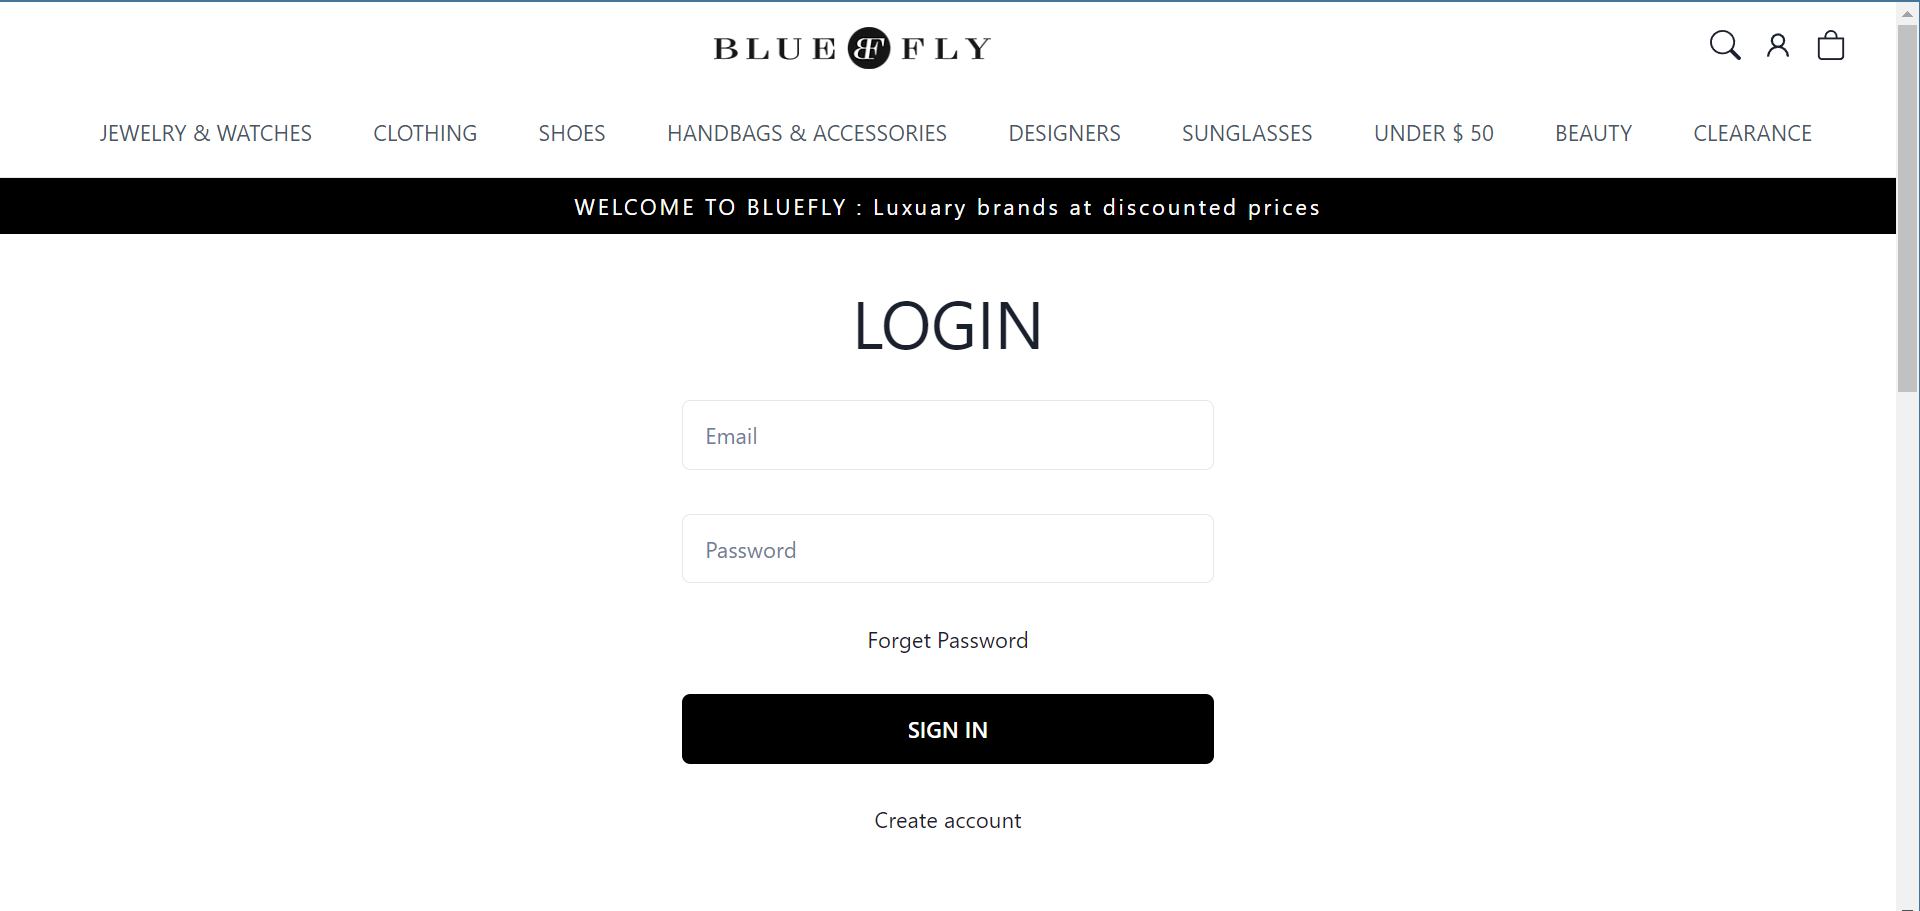 BLUE BF FLY
JEWELRY & WATCHES CLOTHING SHOES HANDBAGS & ACCESSORIES DESIGNERS SUNGLASSES UNDER $ 50 BEAUTY CLEARANCE
WELCOME TO BLUEFLY : Luxuary brands at discounted prices
LOGIN
Email
Password
Forget Password
SIGN IN
Create account